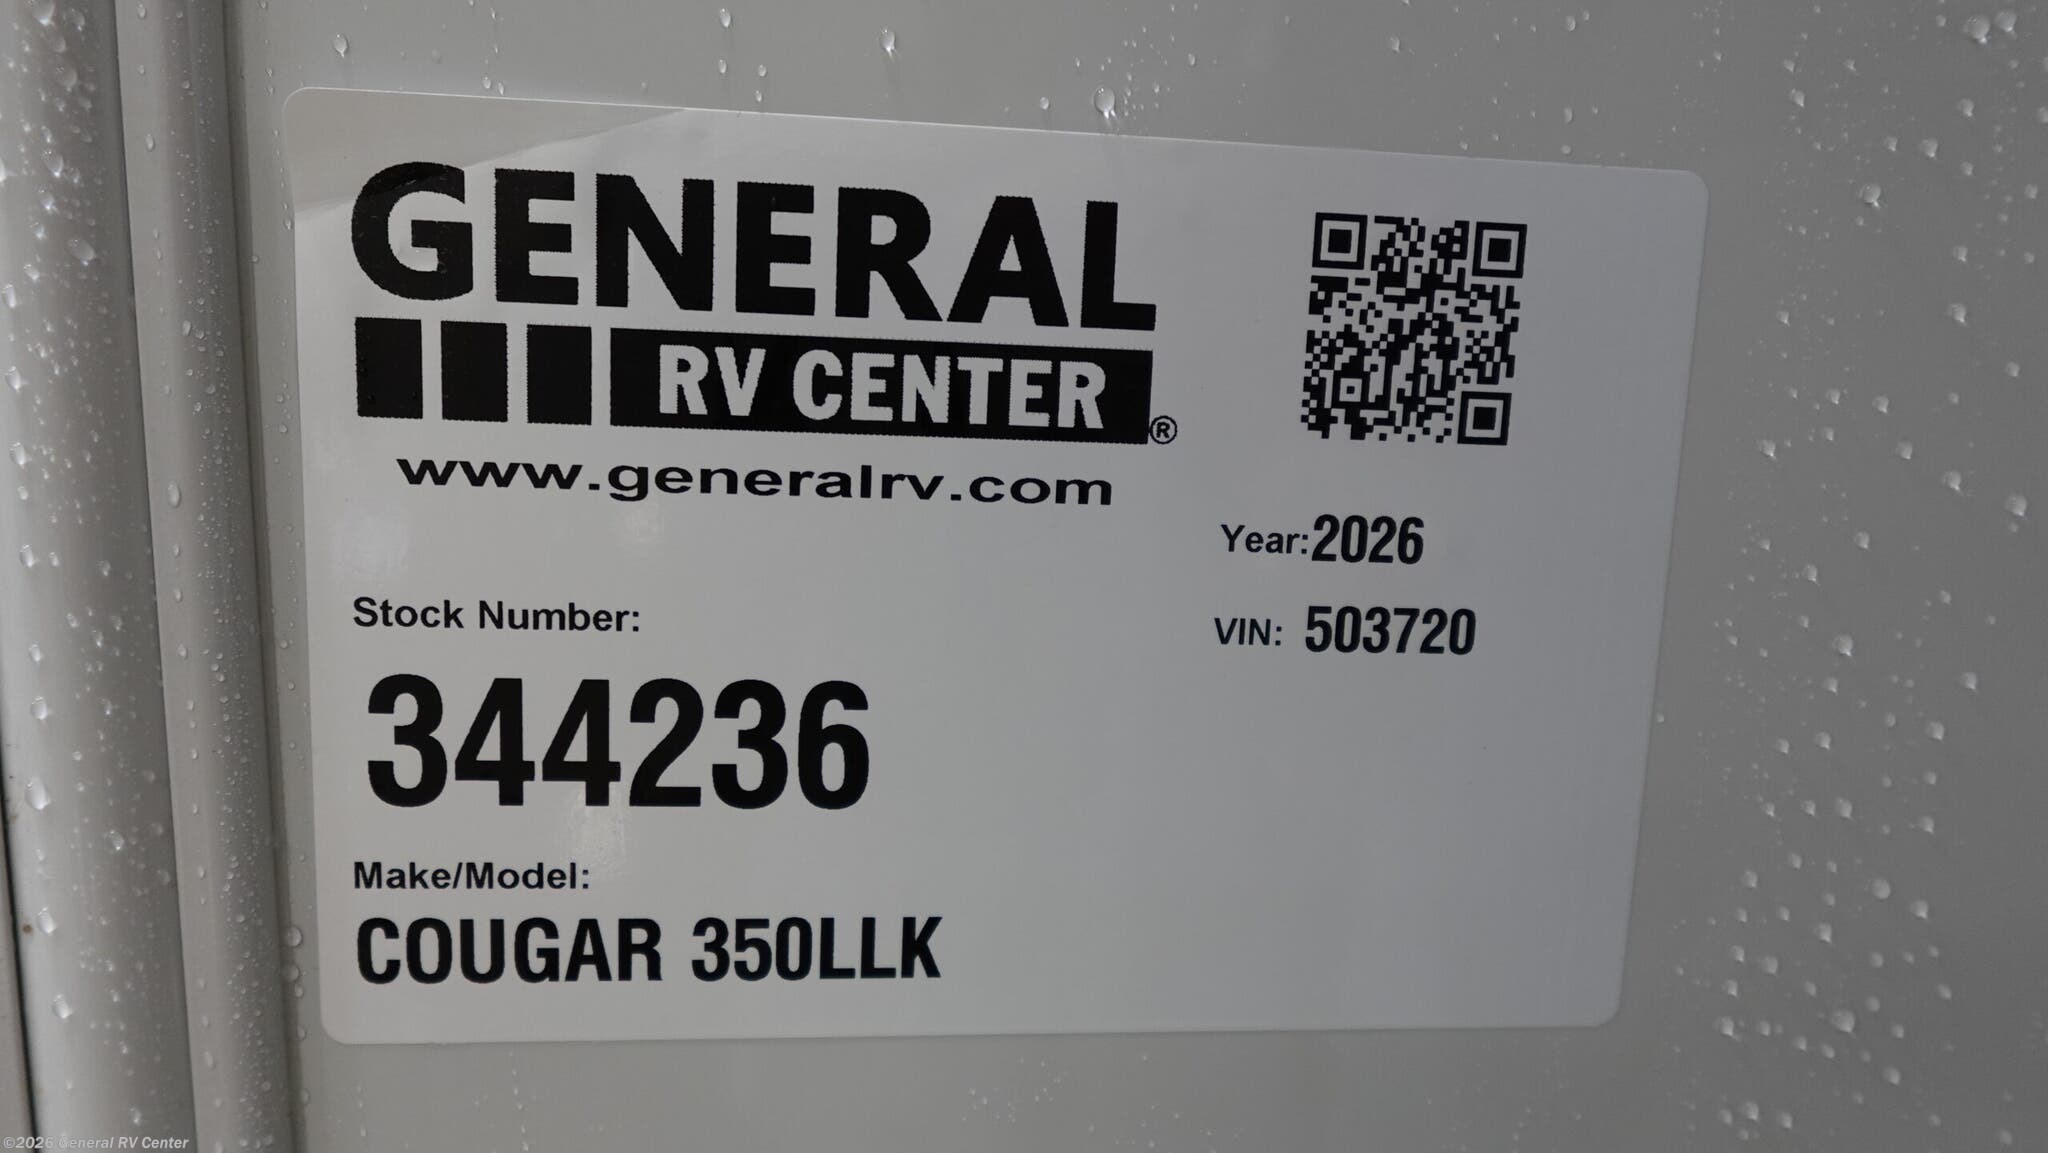 GENERAL
RV CENTER®
www.generalrv.com
Year: 2026
VIN: 503720
Stock Number:
344236
Make/Model:
COUGAR 350LLK
©2026 General RV Center